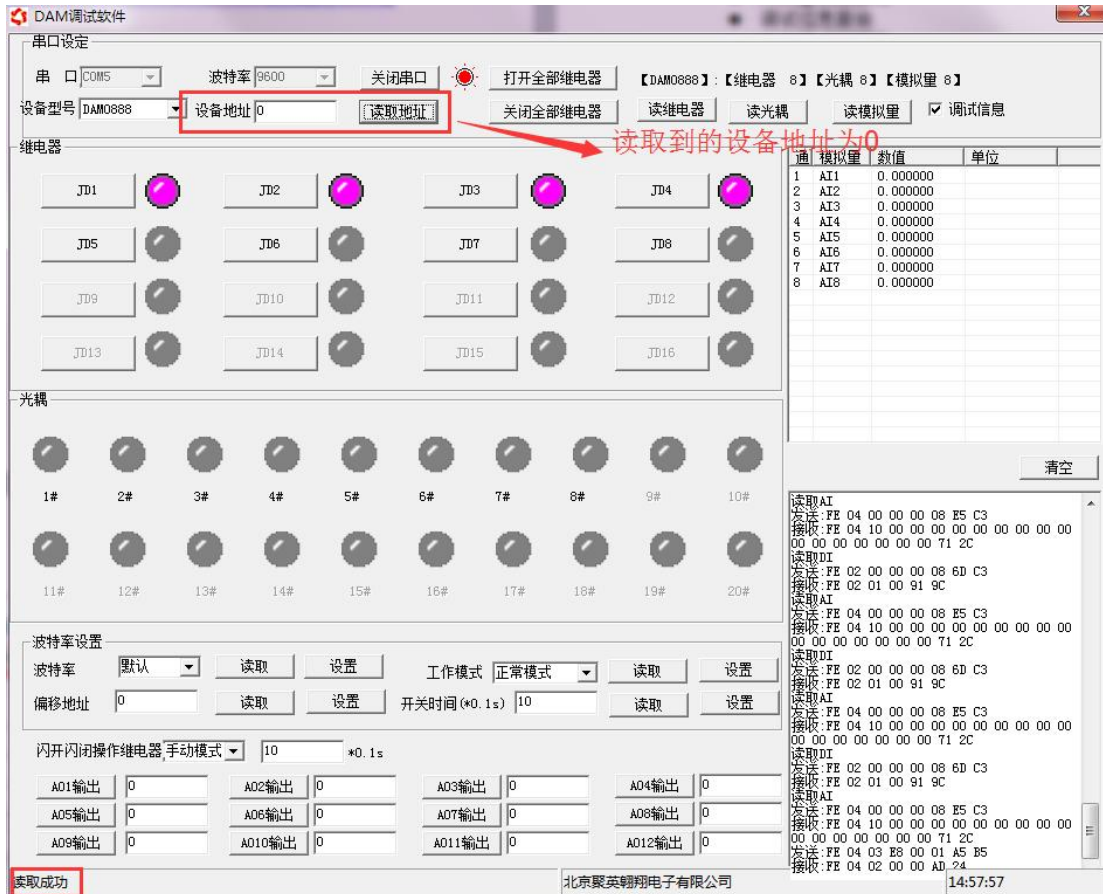 DAM调试软件
串口设定
串 口 COM5 波特率 9600 关闭串口 打开全部继电器 【DAM0888】:【继电器 8】【光耦 8】【模拟量 8】
设备型号 DAM0888 设备地址 0 读取地址 关闭全部继电器 读继电器 读光耦 读模拟量 调试信息
读取到的设备地址为0
继电器
JD1 JD2 JD3 JD4
JD5 JD6 JD7 JD8
JD9 JD10 JD11 JD12
JD13 JD14 JD15 JD16
通 模拟量 数值 单位
1 AI1 0.000000
2 AI2 0.000000
3 AI3 0.000000
4 AI4 0.000000
5 AI5 0.000000
6 AI6 0.000000
7 AI7 0.000000
8 AI8 0.000000
光耦
1# 2# 3# 4# 5# 6# 7# 8# 9# 10#
11# 12# 13# 14# 15# 16# 17# 18# 19# 20#
清空
读取AI
发送:FE 04 00 00 00 08 E5 C3
接收:FE 04 10 00 00 00 00 00 00 00 00 00
00 00 00 00 00 00 00 71 2C
读取DI
发送:FE 02 00 00 00 08 6D C3
接收:FE 02 01 00 91 9C
读取AI
发送:FE 04 00 00 00 08 E5 C3
接收:FE 04 10 00 00 00 00 00 00 00 00 00
00 00 00 00 00 00 00 71 2C
读取DI
发送:FE 02 00 00 00 08 6D C3
接收:FE 02 01 00 91 9C
读取AI
发送:FE 04 00 00 00 08 E5 C3
接收:FE 04 10 00 00 00 00 00 00 00 00 00
00 00 00 00 00 00 00 71 2C
读取DI
发送:FE 02 00 00 00 08 6D C3
接收:FE 02 01 00 91 9C
读取AI
发送:FE 04 00 00 00 08 E5 C3
接收:FE 04 10 00 00 00 00 00 00 00 00 00
00 00 00 00 00 00 00 71 2C
发送:FE 04 03 E8 00 01 A5 B5
接收:FE 04 02 00 00 AD 24
波特率设置
波特率 默认 读取 设置 工作模式 正常模式 读取 设置
偏移地址 0 读取 设置 开关时间(*0.1s) 10 读取 设置
闪开闪闭操作继电器 手动模式 10 *0.1s
AO1输出 0 AO2输出 0 AO3输出 0 AO4输出 0
AO5输出 0 AO6输出 0 AO7输出 0 AO8输出 0
AO9输出 0 AO10输出 0 AO11输出 0 AO12输出 0
读取成功 北京聚英翱翔电子有限公司 14:57:57